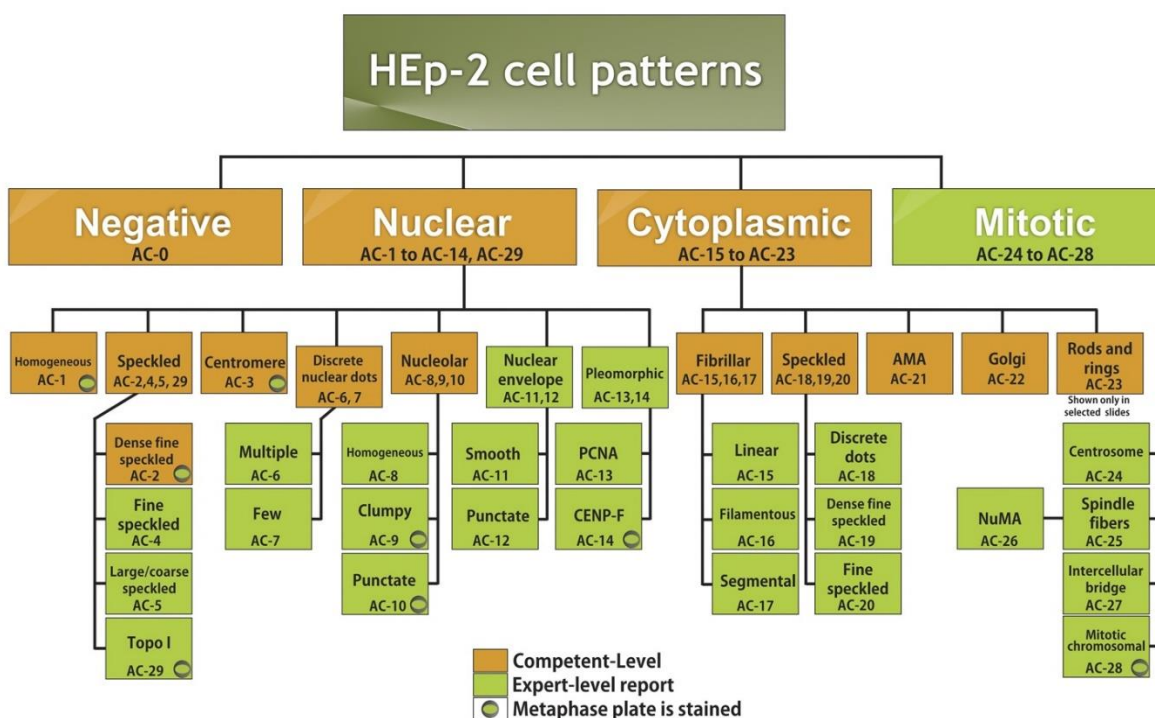 HEp-2 cell patterns
Negative
AC-0
Nuclear
AC-1 to AC-14, AC-29
Cytoplasmic
AC-15 to AC-23
Mitotic
AC-24 to AC-28
Homogeneous
AC-1
Speckled
AC-2,4,5, 29
Centromere
AC-3
Discrete
nuclear dots
AC-6, 7
Nucleolar
AC-8,9,10
Nuclear
envelope
AC-11,12
Pleomorphic
AC-13,14
Fibrillar
AC-15,16,17
Speckled
AC-18,19,20
AMA
AC-21
Golgi
AC-22
Rods and
rings
AC-23
Shown only in
selected slides
Dense fine
speckled
AC-2
Fine
speckled
AC-4
Large/coarse
speckled
AC-5
Topo I
AC-29
Multiple
AC-6
Few
AC-7
Homogeneous
AC-8
Clumpy
AC-9
Punctate
AC-10
Smooth
AC-11
Punctate
AC-12
PCNA
AC-13
CENP-F
AC-14
Linear
AC-15
Filamentous
AC-16
Segmental
AC-17
Discrete
dots
AC-18
Dense fine
speckled
AC-19
Fine
speckled
AC-20
Centrosome
AC-24
NuMA
AC-26
Spindle
fibers
AC-25
Intercellular
bridge
AC-27
Mitotic
chromosomal
AC-28
Competent-Level
Expert-level report
Metaphase plate is stained